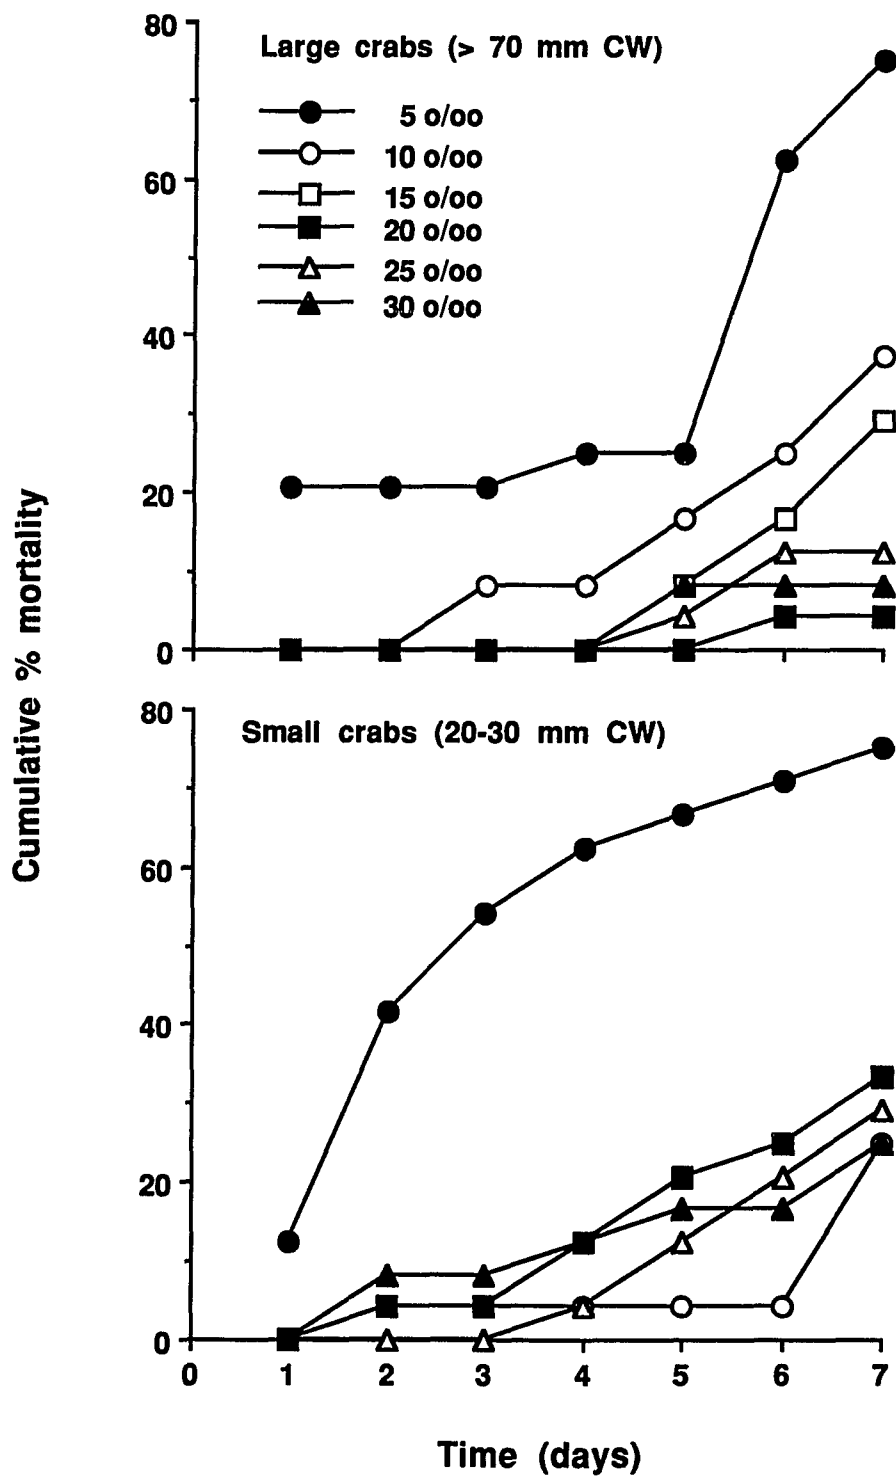 Cumulative % mortality
80
60
40
20
0
Large crabs (> 70 mm CW)
5 o/oo
10 o/oo
15 o/oo
20 o/oo
25 o/oo
30 o/oo
80
60
40
20
0
Small crabs (20-30 mm CW)
0 1 2 3 4 5 6 7
Time (days)